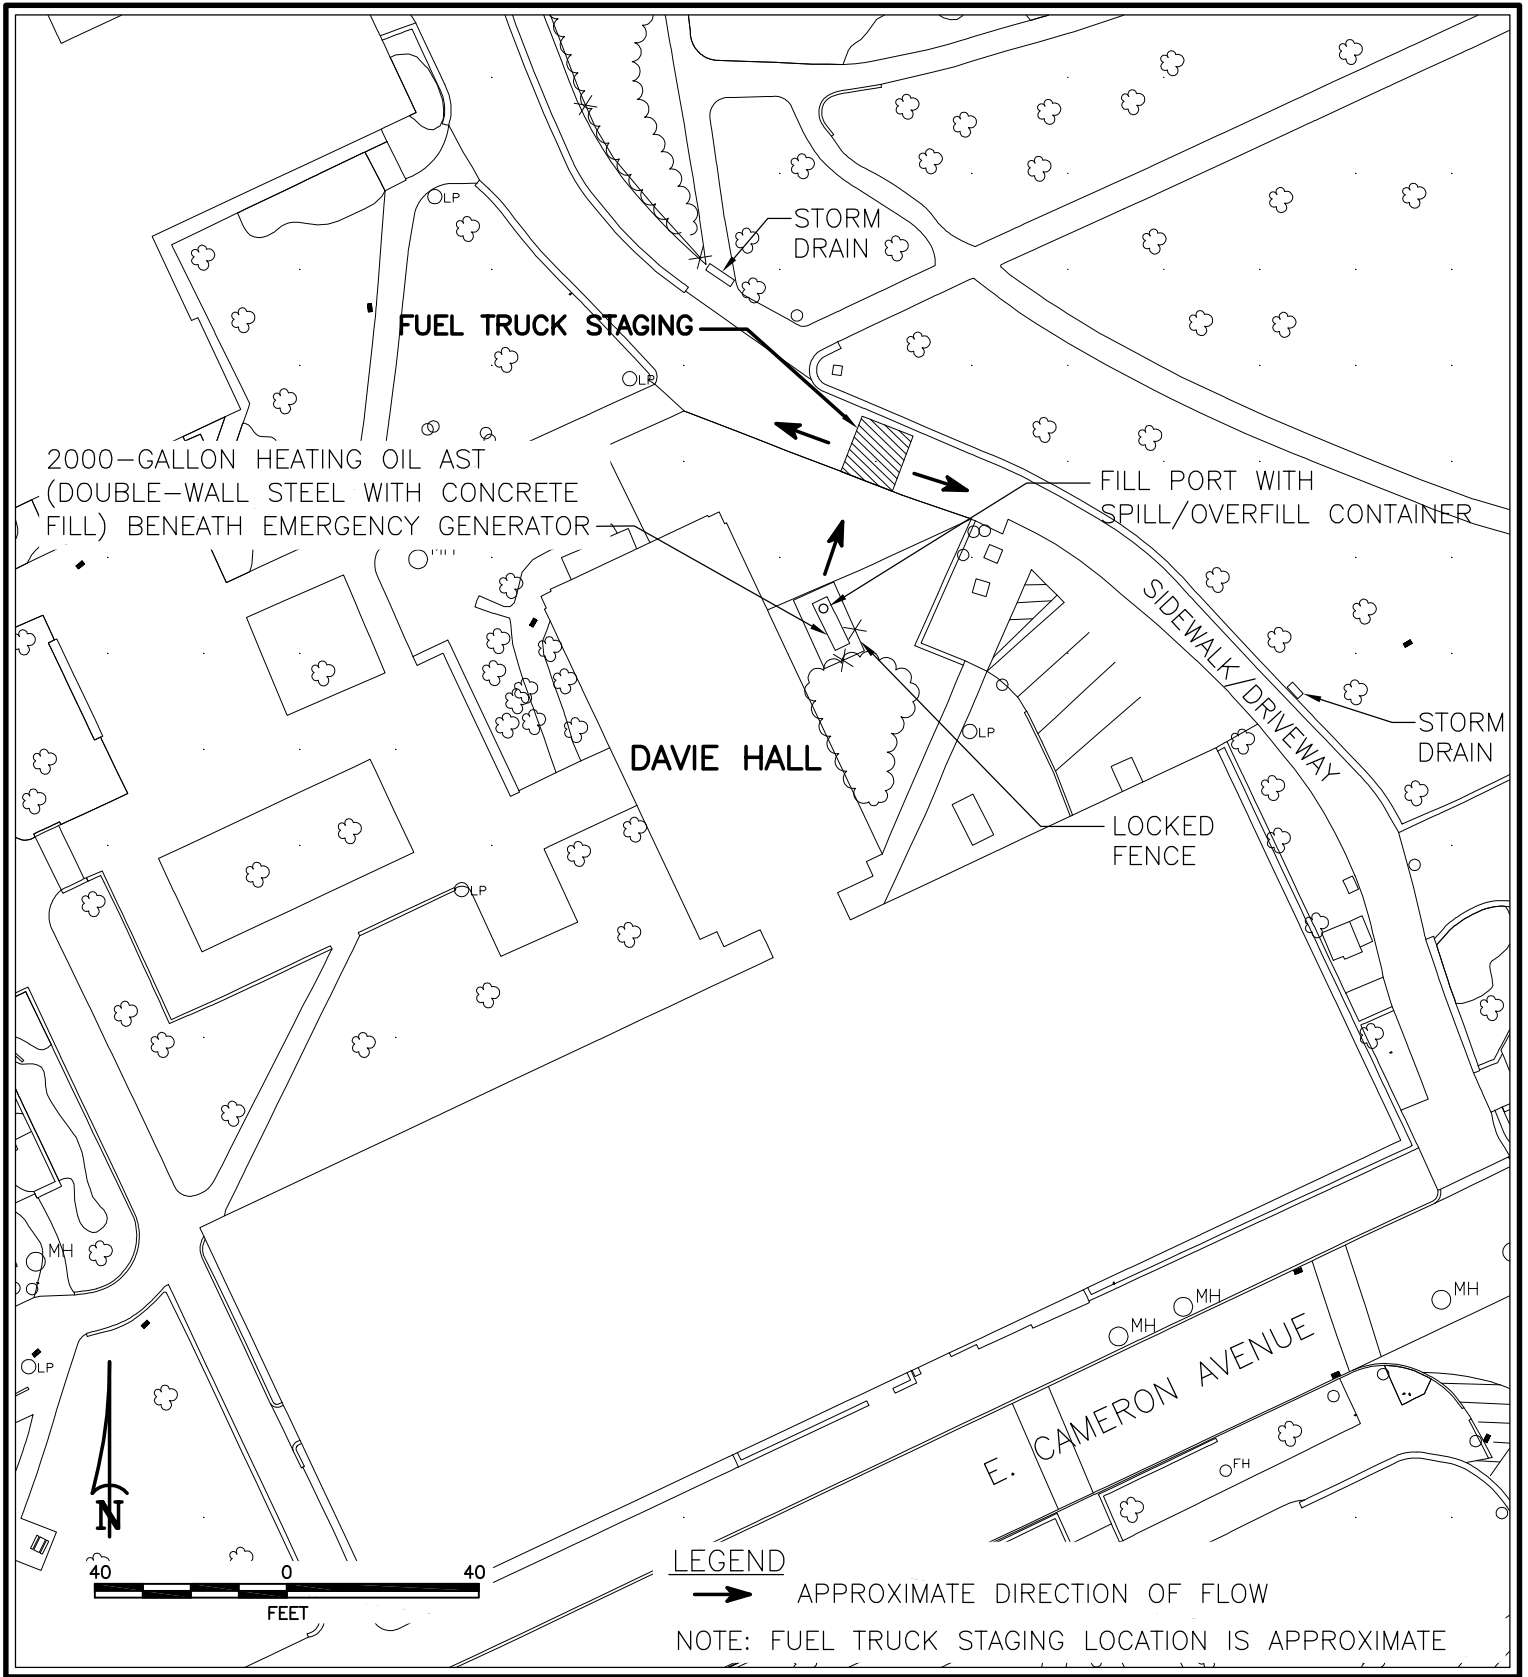 LP
STORM
DRAIN
FUEL TRUCK STAGING
LP
2000-GALLON HEATING OIL AST
(DOUBLE-WALL STEEL WITH CONCRETE
FILL) BENEATH EMERGENCY GENERATOR
FILL PORT WITH
SPILL/OVERFILL CONTAINER
MH
SIDEWALK/DRIVEWAY
STORM
DRAIN
LP
DAVIE HALL
LOCKED
FENCE
LP
MH
MH
MH
MH
LP
E. CAMERON AVENUE
FH
N
40 0 40
FEET
LEGEND
APPROXIMATE DIRECTION OF FLOW
NOTE: FUEL TRUCK STAGING LOCATION IS APPROXIMATE